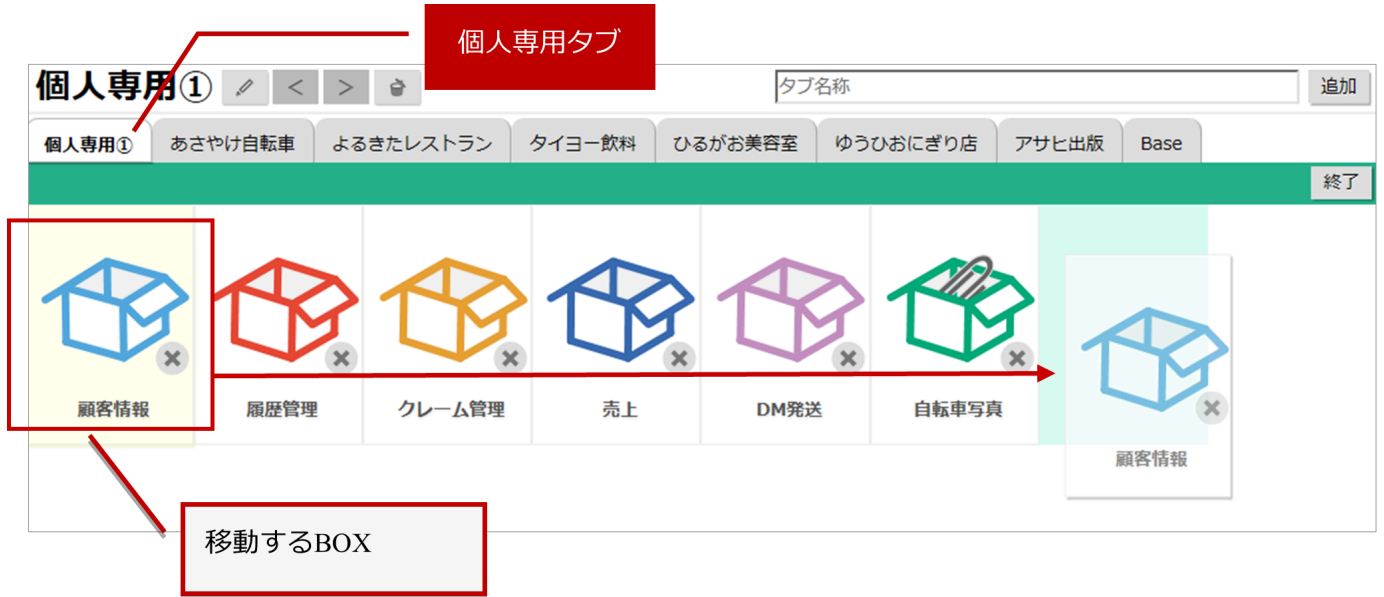 個人専用タブ
個人専用①
< >
タブ名称
追加
個人専用① あさやけ自転車 よるきたレストラン タイヨー飲料 ひるがお美容室 ゆうひおにぎり店 アサヒ出版 Base
終了
顧客情報 履歴管理 クレーム管理 売上 DM発送 自転車写真
顧客情報
移動するBOX